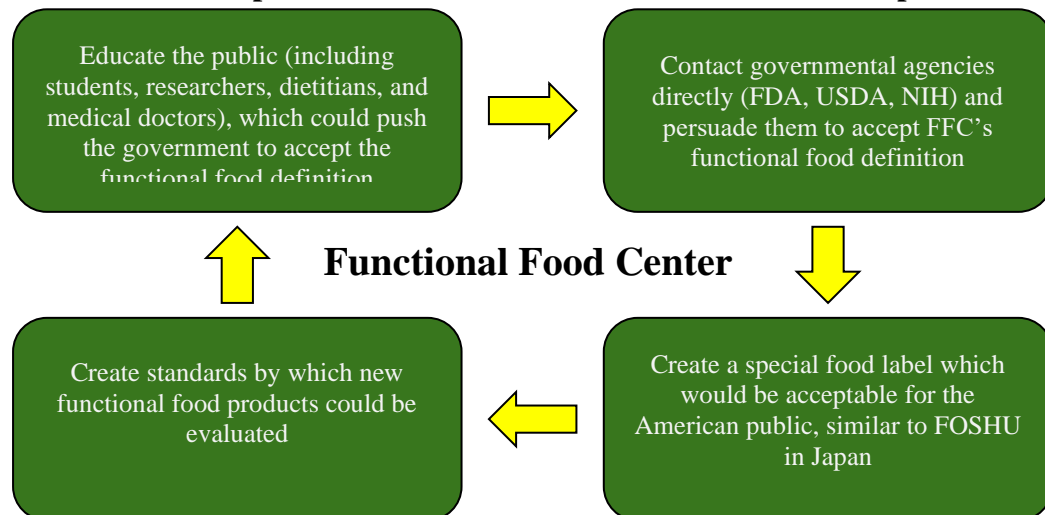 Educate the public (including
students, researchers, dietitians, and
medical doctors), which could push
the government to accept the
functional food definition
Contact governmental agencies
directly (FDA, USDA, NIH) and
persuade them to accept FFC’s
functional food definition
Functional Food Center
Create standards by which new
functional food products could be
evaluated
Create a special food label which
would be acceptable for the
American public, similar to FOSHU
in Japan